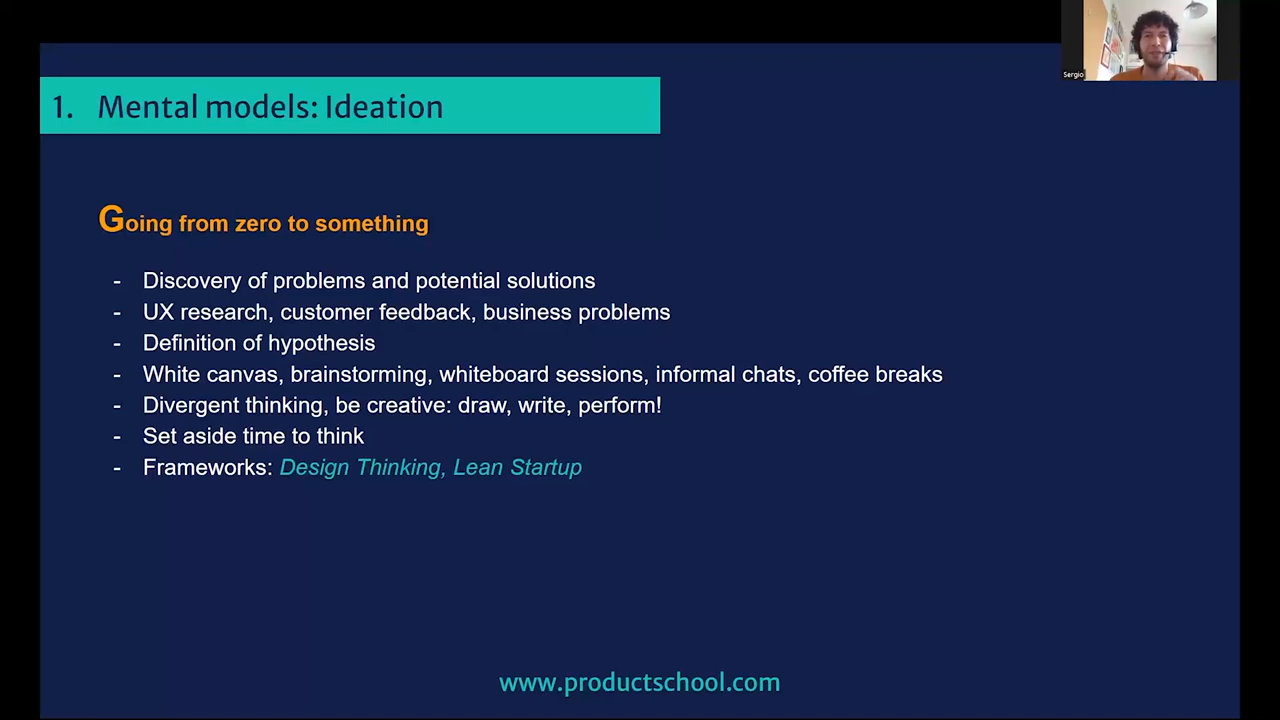 Sergio
1. Mental models: Ideation
Going from zero to something
- Discovery of problems and potential solutions
- UX research, customer feedback, business problems
- Definition of hypothesis
- White canvas, brainstorming, whiteboard sessions, informal chats, coffee breaks
- Divergent thinking, be creative: draw, write, perform!
- Set aside time to think
- Frameworks: Design Thinking, Lean Startup
www.productschool.com